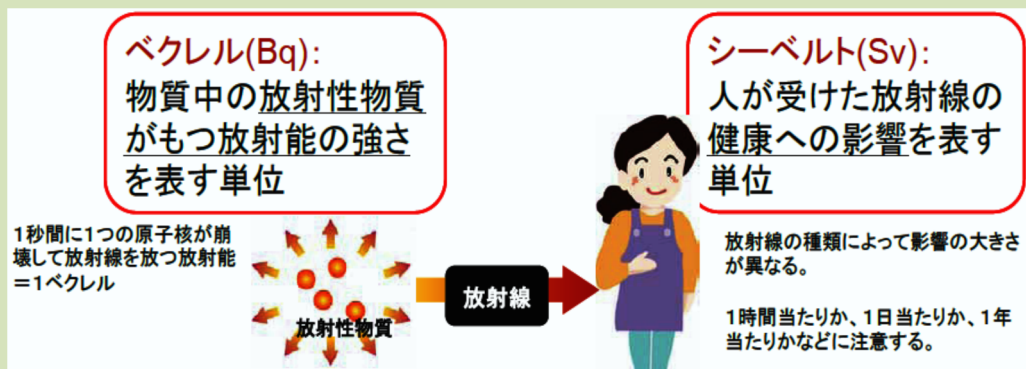 ベクレル(Bq):
物質中の放射性物質
がもつ放射能の強さ
を表す単位
シーベルト(Sv):
人が受けた放射線の
健康への影響を表す
単位
1秒間に1つの原子核が崩
壊して放射線を放つ放射能
＝1ベクレル
放射性物質
放射線
放射線の種類によって影響の大きさ
が異なる。
1時間当たりか、1日当たりか、1年
当たりかなどに注意する。